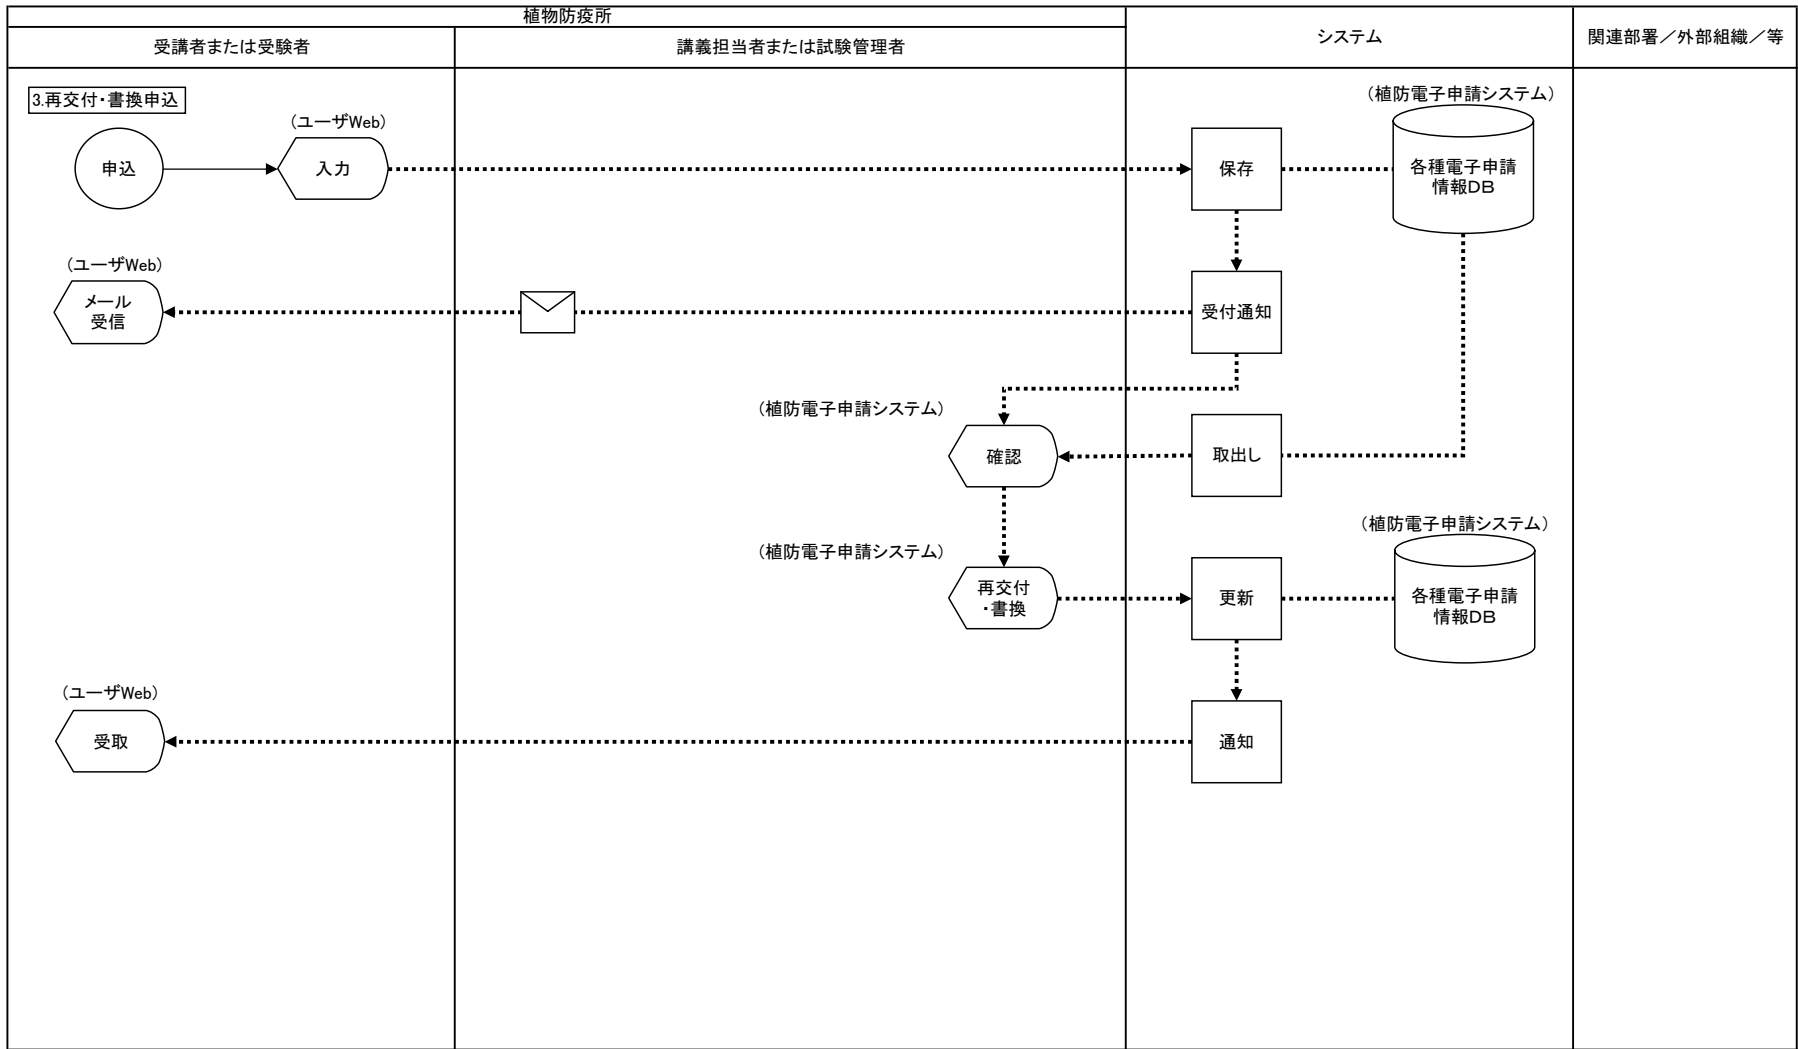 植物防疫所
受講者または受験者
講義担当者または試験管理者
システム
関連部署／外部組織／等
3.再交付・書換申込
(ユーザWeb)
(植防電子申請システム)
申込
入力
保存
各種電子申請
情報DB
(ユーザWeb)
メール
受信
受付通知
(植防電子申請システム)
確認
取出し
(植防電子申請システム)
(植防電子申請システム)
再交付
・書換
更新
各種電子申請
情報DB
(ユーザWeb)
受取
通知